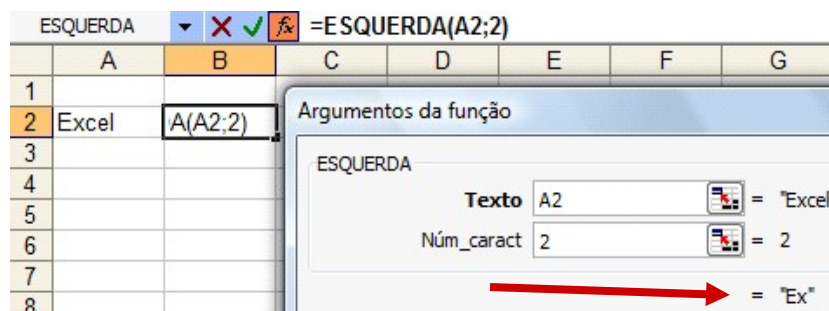 ESQUERDA =ESQUERDA(A2;2)
A B C D E F G
1
2 Excel A(A2;2)
3
4
5
6
7
8
Argumentos da função
ESQUERDA
Texto A2 = "Excel
Núm_caract 2 = 2
= "Ex"